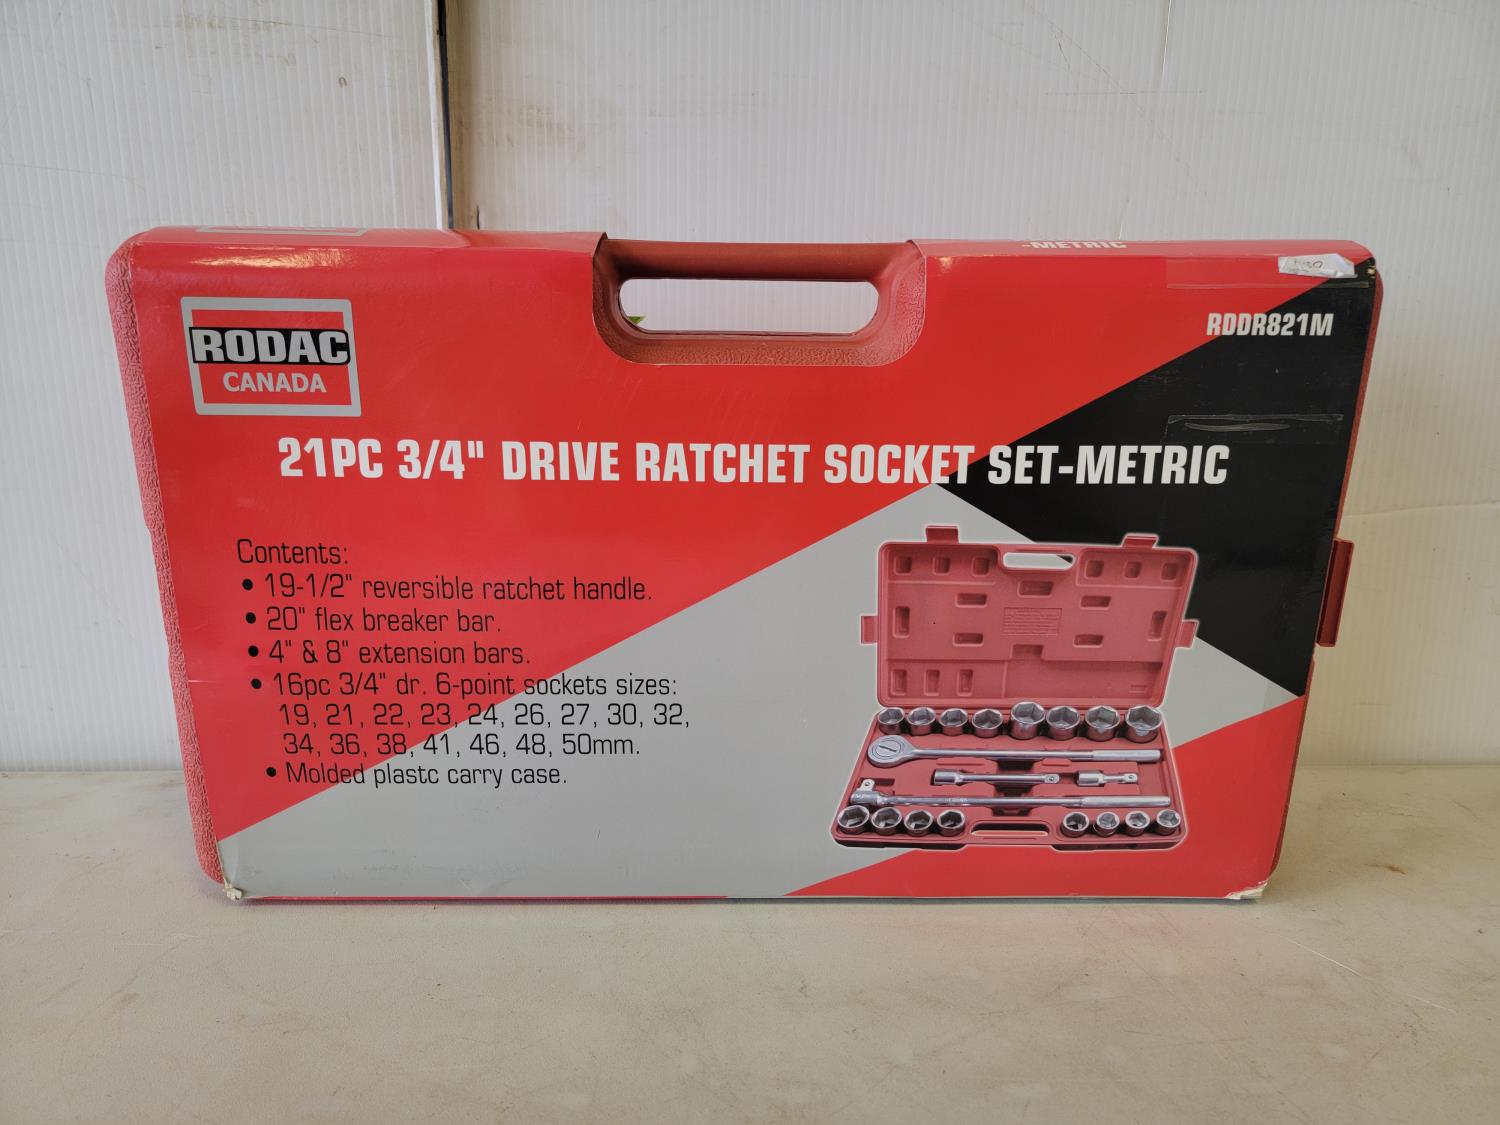 -METRIC
RDDR821M
RODAC
CANADA
21PC 3/4" DRIVE RATCHET SOCKET SET-METRIC
Contents:
• 19-1/2" reversible ratchet handle.
• 20" flex breaker bar.
• 4" & 8" extension bars.
• 16pc 3/4" dr. 6-point sockets sizes:
19, 21, 22, 23, 24, 26, 27, 30, 32,
34, 36, 38, 41, 46, 48, 50mm.
• Molded plastc carry case.